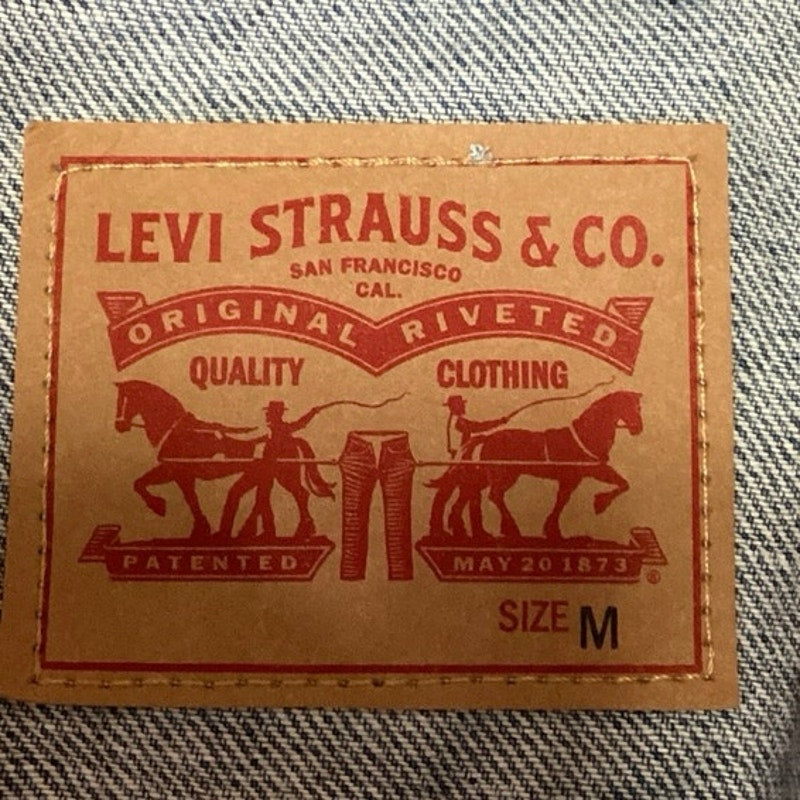 LEVI STRAUSS & CO.
SAN FRANCISCO
CAL.
ORIGINAL RIVETED
QUALITY CLOTHING
PATENTED MAY 20 1873 ®
SIZE M